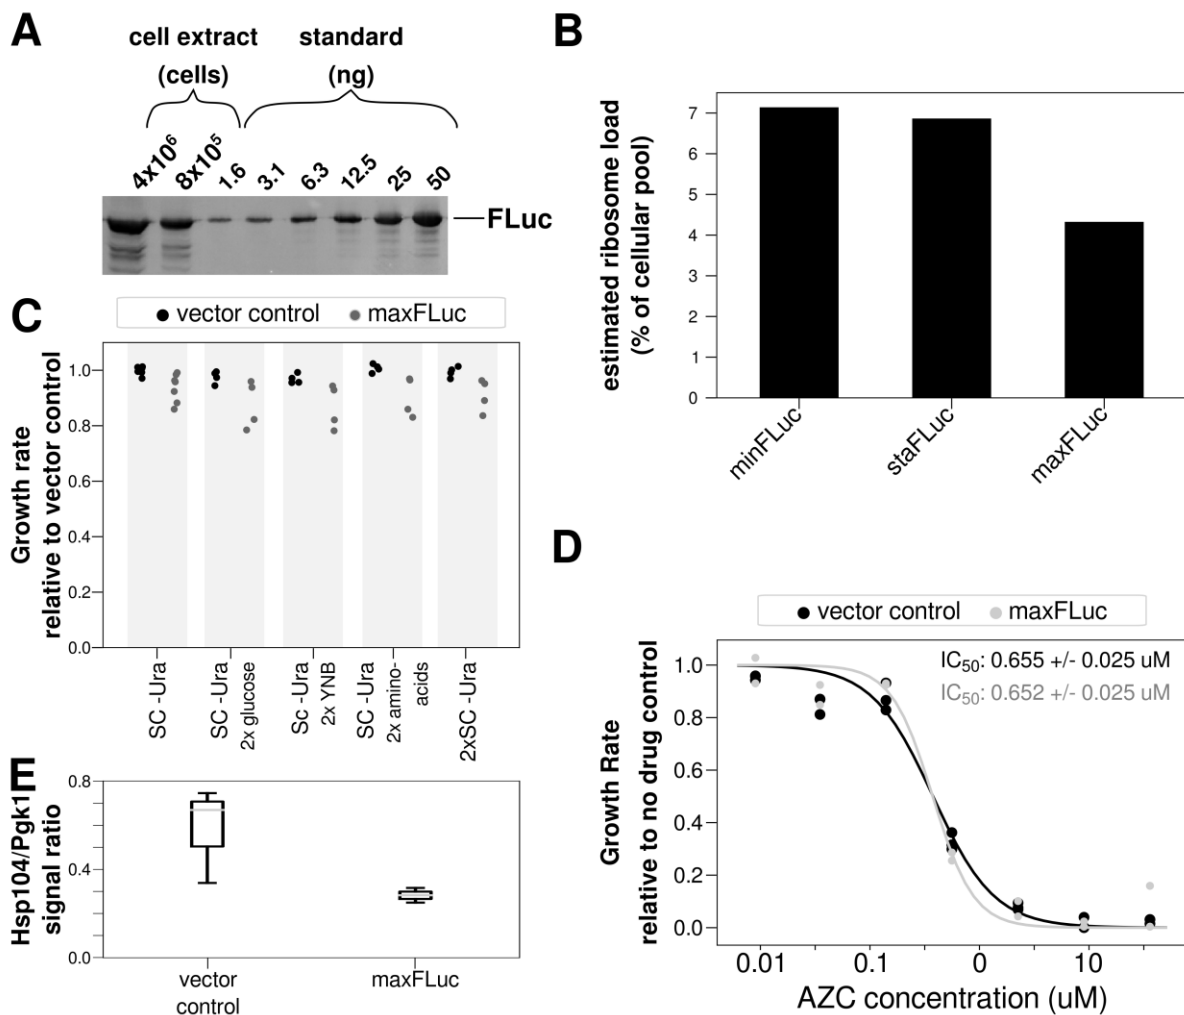 A
cell extract
(cells)
standard
(ng)
4x10⁶
8x10⁵
1.6
3.1
6.3
12.5
25
50
FLuc
B
estimated ribosome load
(% of cellular pool)
7
6
5
4
3
2
1
0
minFLuc
staFLuc
maxFLuc
C
vector control
maxFLuc
Growth rate
relative to vector control
1.0
0.8
0.6
0.4
0.2
0.0
SC -Ura
SC -Ura
2x glucose
Sc -Ura
2x YNB
SC -Ura
2x amino-
acids
2xSC -Ura
D
vector control
maxFLuc
IC₅₀: 0.655 +/- 0.025 uM
IC₅₀: 0.652 +/- 0.025 uM
Growth Rate
relative to no drug control
1.0
0.8
0.6
0.4
0.2
0.0
0.01
0.1
0
10
AZC concentration (uM)
E
Hsp104/Pgk1
signal ratio
0.8
0.4
0.0
vector
control
maxFLuc